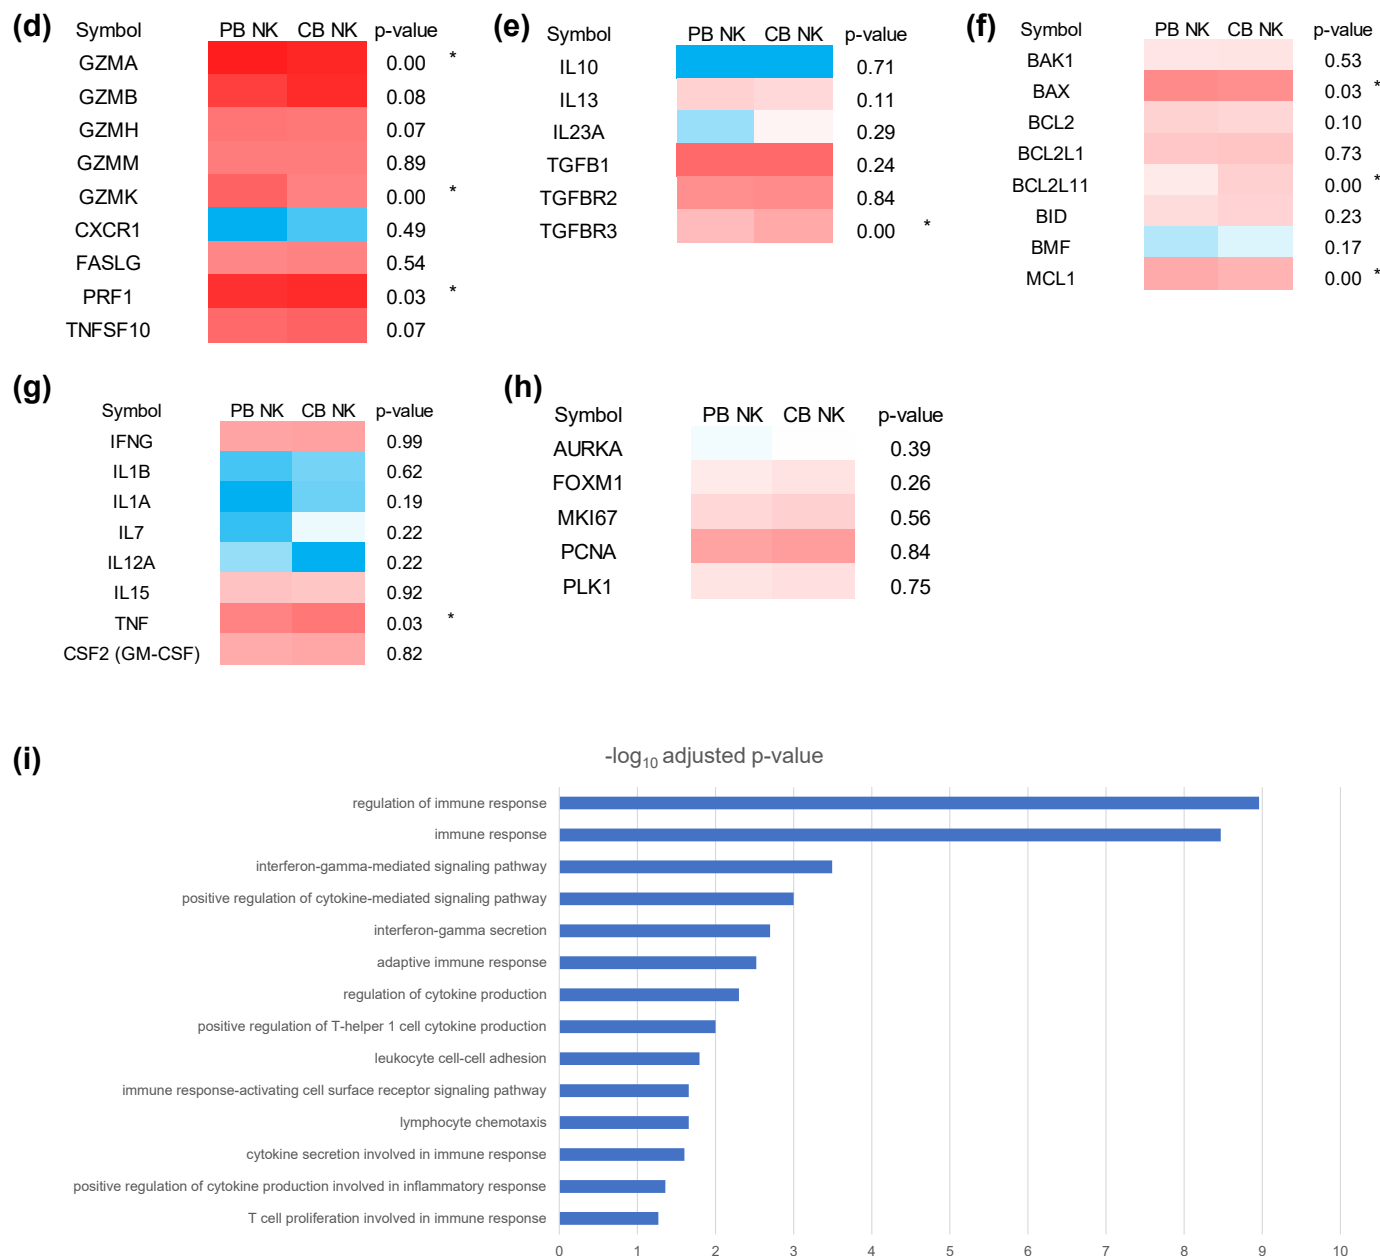 (d) Symbol PB NK CB NK p-value
GZMA 0.00 *
GZMB 0.08
GZMH 0.07
GZMM 0.89
GZMK 0.00 *
CXCR1 0.49
FASLG 0.54
PRF1 0.03 *
TNFSF10 0.07
(e) Symbol PB NK CB NK p-value
IL10 0.71
IL13 0.11
IL23A 0.29
TGFB1 0.24
TGFBR2 0.84
TGFBR3 0.00 *
(f) Symbol PB NK CB NK p-value
BAK1 0.53
BAX 0.03 *
BCL2 0.10
BCL2L1 0.73
BCL2L11 0.00 *
BID 0.23
BMF 0.17
MCL1 0.00 *
(g)
Symbol PB NK CB NK p-value
IFNG 0.99
IL1B 0.62
IL1A 0.19
IL7 0.22
IL12A 0.22
IL15 0.92
TNF 0.03 *
CSF2 (GM-CSF) 0.82
(h)
Symbol PB NK CB NK p-value
AURKA 0.39
FOXM1 0.26
MKI67 0.56
PCNA 0.84
PLK1 0.75
(i) -log10 adjusted p-value
regulation of immune response
immune response
interferon-gamma-mediated signaling pathway
positive regulation of cytokine-mediated signaling pathway
interferon-gamma secretion
adaptive immune response
regulation of cytokine production
positive regulation of T-helper 1 cell cytokine production
leukocyte cell-cell adhesion
immune response-activating cell surface receptor signaling pathway
lymphocyte chemotaxis
cytokine secretion involved in immune response
positive regulation of cytokine production involved in inflammatory response
T cell proliferation involved in immune response
0 1 2 3 4 5 6 7 8 9 10